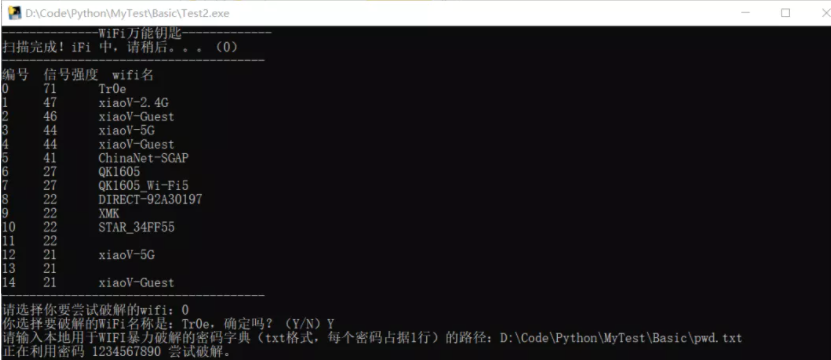 D:\Code\Python\MyTest\Basic\Test2.exe
--------------WiFi万能钥匙-------------
扫描完成！iFi 中，请稍后。。。（0）
--------------------------------------
编号 信号强度 wifi名
0 71 Tr0e
1 47 xiaoV-2.4G
2 46 xiaoV-Guest
3 44 xiaoV-5G
4 44 xiaoV-Guest
5 41 ChinaNet-SGAP
6 27 QK1605
7 27 QK1605_Wi-Fi5
8 22 DIRECT-92A30197
9 22 XMK
10 22 STAR_34FF55
11 22
12 21 xiaoV-5G
13 21
14 21 xiaoV-Guest
--------------------------------------
请选择你要尝试破解的wifi：0
你选择要破解的WiFi名称是：Tr0e，确定吗？（Y/N）Y
请输入本地用于WIFI暴力破解的密码字典（txt格式，每个密码占据1行）的路径：D:\Code\Python\MyTest\Basic\pwd.txt
正在利用密码 1234567890 尝试破解。